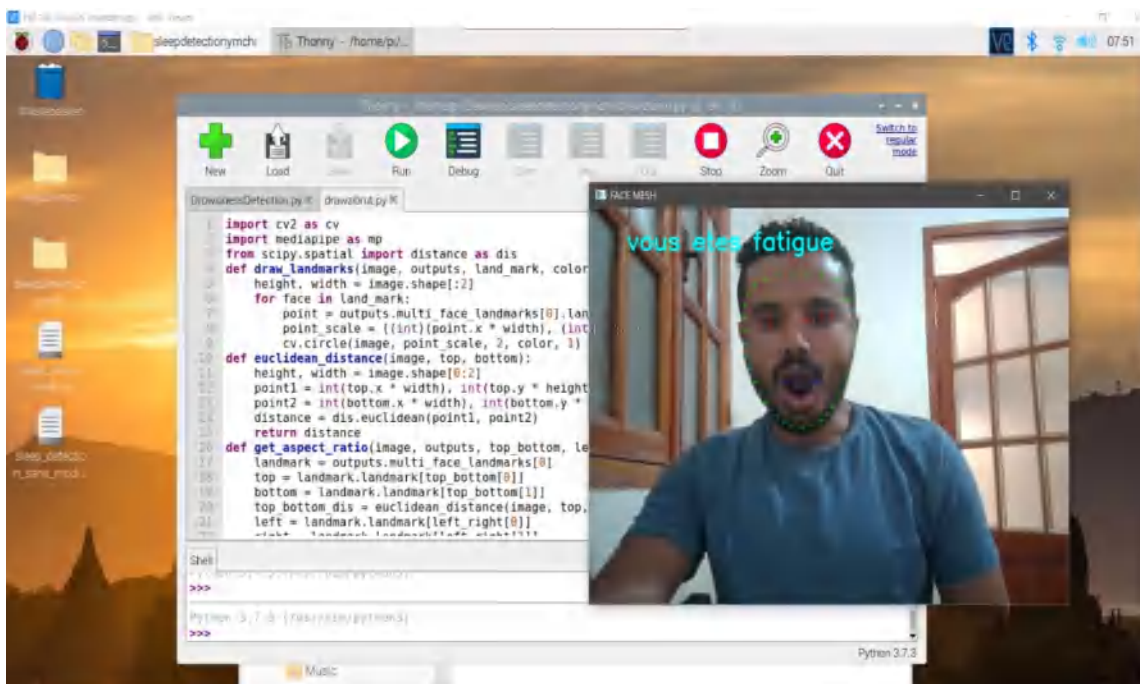 sleepdetectionymch
Thonny - /home/pi/...
VC
07:51
Switch to
regular
mode
New
Load
Run
Debug
Stop
Zoom
Quit
DrowsinessDetection.py
import cv2 as cv
import mediapipe as mp
from scipy.spatial import distance as dis
def draw_landmarks(image, outputs, land_mark, color
height, width = image.shape[:2]
for face in land_mark:
point = outputs.multi_face_landmarks[0].lan
point_scale = ((int)(point.x * width), (int
cv.circle(image, point_scale, 2, color, 1)
def euclidean_distance(image, top, bottom):
height, width = image.shape[0:2]
point1 = int(top.x * width), int(top.y * height
point2 = int(bottom.x * width), int(bottom.y *
distance = dis.euclidean(point1, point2)
return distance
def get_aspect_ratio(image, outputs, top_bottom, le
landmark = outputs.multi_face_landmarks[0]
top = landmark.landmark[top_bottom[0]]
bottom = landmark.landmark[top_bottom[1]]
top_bottom_dis = euclidean_distance(image, top,
left = landmark.landmark[left_right[0]]
FACE MESH
vous etes fatigue
Shell
>>>
>>>
Python 3.7.3
Music